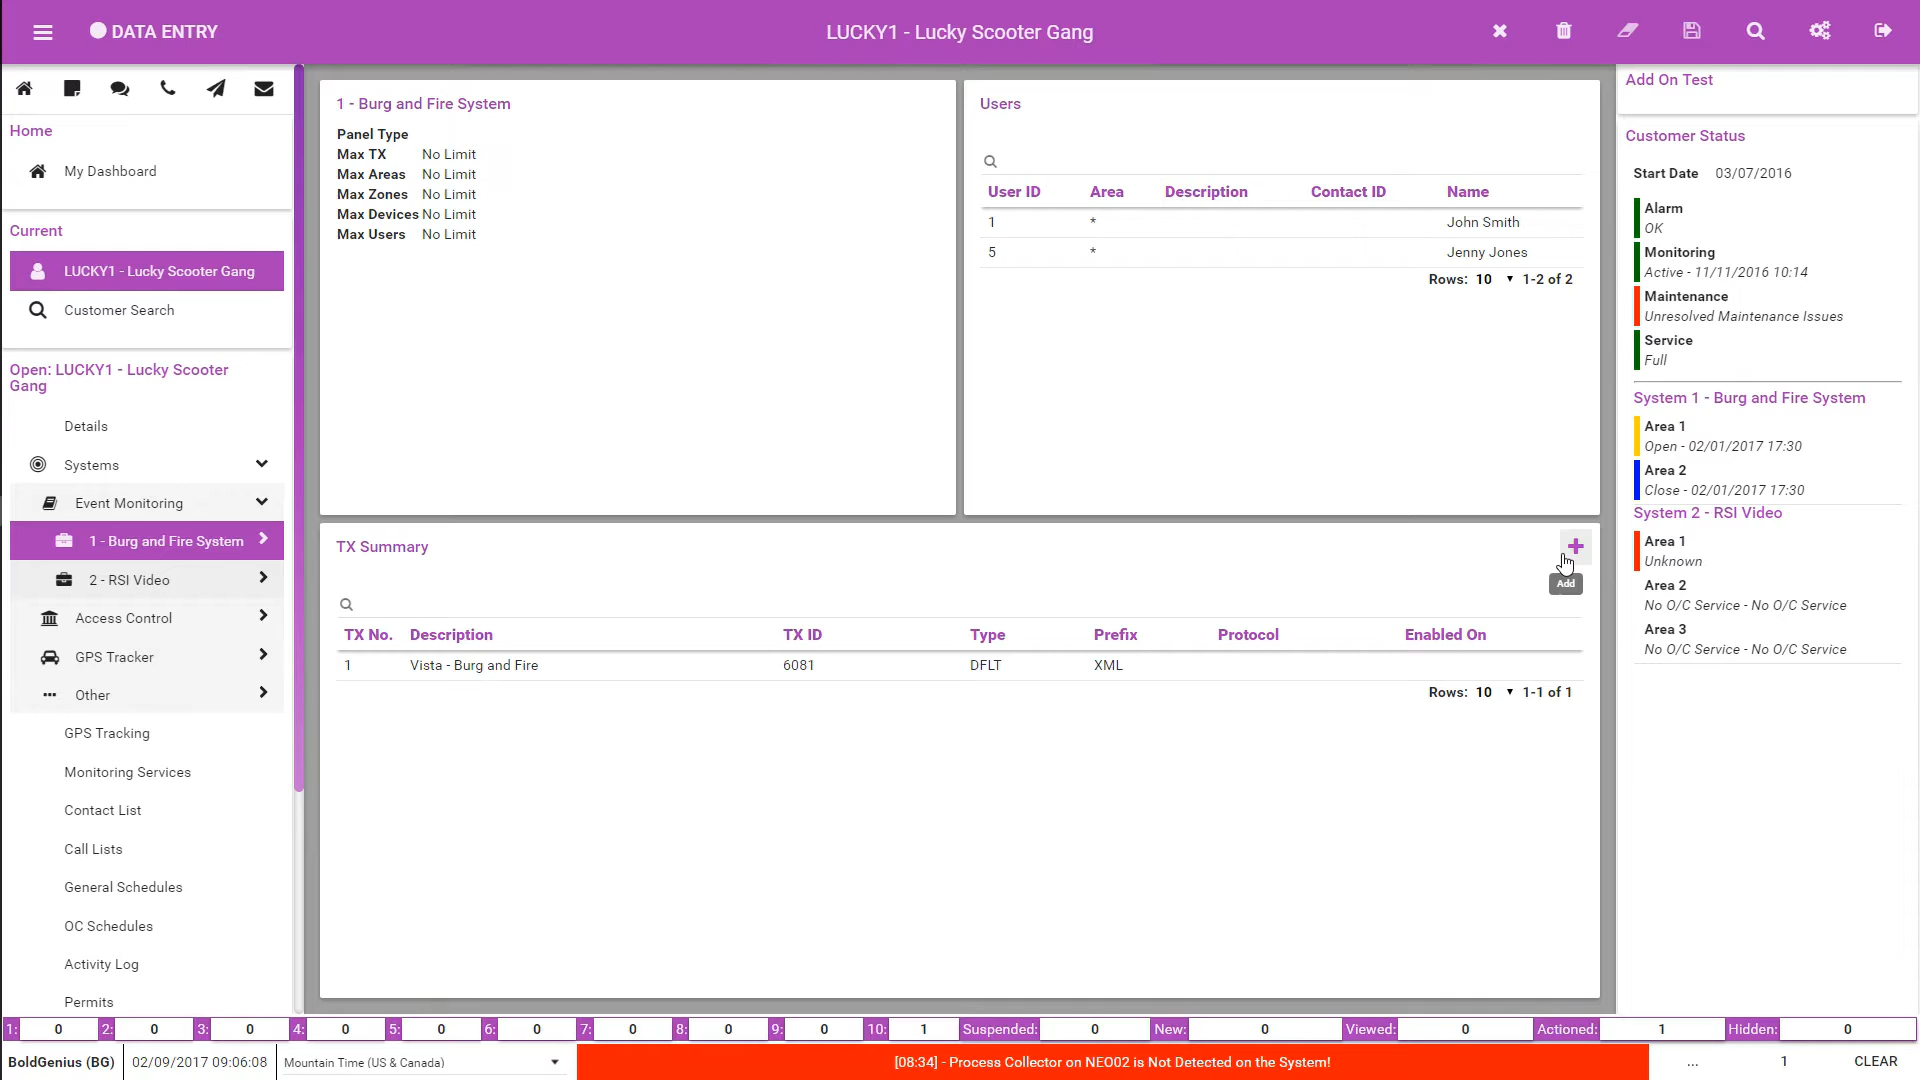 DATA ENTRY
LUCKY1 - Lucky Scooter Gang
Home
My Dashboard
Current
LUCKY1 - Lucky Scooter Gang
Customer Search
Open: LUCKY1 - Lucky Scooter
Gang
Details
Systems
Event Monitoring
1 - Burg and Fire System
2 - RSI Video
Access Control
GPS Tracker
Other
GPS Tracking
Monitoring Services
Contact List
Call Lists
General Schedules
OC Schedules
Activity Log
Permits
1 - Burg and Fire System
Panel Type
Max TX No Limit
Max Areas No Limit
Max Zones No Limit
Max Devices No Limit
Max Users No Limit
Users
User ID Area Description Contact ID Name
1 * John Smith
5 * Jenny Jones
Rows: 10 1-2 of 2
TX Summary
Add
TX No. Description TX ID Type Prefix Protocol Enabled On
1 Vista - Burg and Fire 6081 DFLT XML
Rows: 10 1-1 of 1
Add On Test
Customer Status
Start Date 03/07/2016
Alarm
OK
Monitoring
Active - 11/11/2016 10:14
Maintenance
Unresolved Maintenance Issues
Service
Full
System 1 - Burg and Fire System
Area 1
Open - 02/01/2017 17:30
Area 2
Close - 02/01/2017 17:30
System 2 - RSI Video
Area 1
Unknown
Area 2
No O/C Service - No O/C Service
Area 3
No O/C Service - No O/C Service
1: 0 2: 0 3: 0 4: 0 5: 0 6: 0 7: 0 8: 0 9: 0 10: 1 Suspended: 0 New: 0 Viewed: 0 Actioned: 1 Hidden: 0
BoldGenius (BG) 02/09/2017 09:06:08 Mountain Time (US & Canada) [08:34] - Process Collector on NEO02 is Not Detected on the System! ... 1 CLEAR